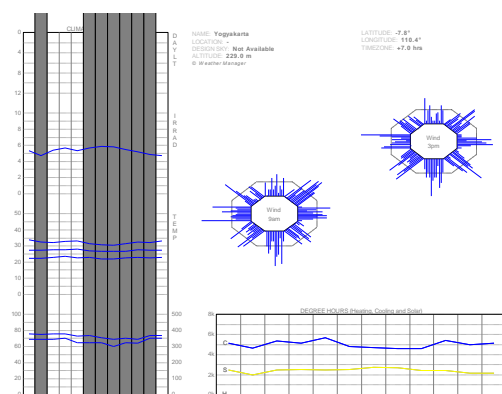 CLIMA
NAME: Yogyakarta
LOCATION: -
DESIGN SKY: Not Available
ALTITUDE: 229.0 m
© Weather Manager
LATITUDE: -7.8°
LONGITUDE: 110.4°
TIMEZONE: +7.0 hrs
DAYLT
0
2
4
6
8
10
12
IRRAD
8
6
4
2
0
TEMP
50
40
30
20
10
0
100
80
60
40
20
0
500
400
300
200
100
0
Wind
3pm
Wind
9am
DEGREE HOURS (Heating, Cooling and Solar)
8k
6k
4k
2k
0k
C
S
H